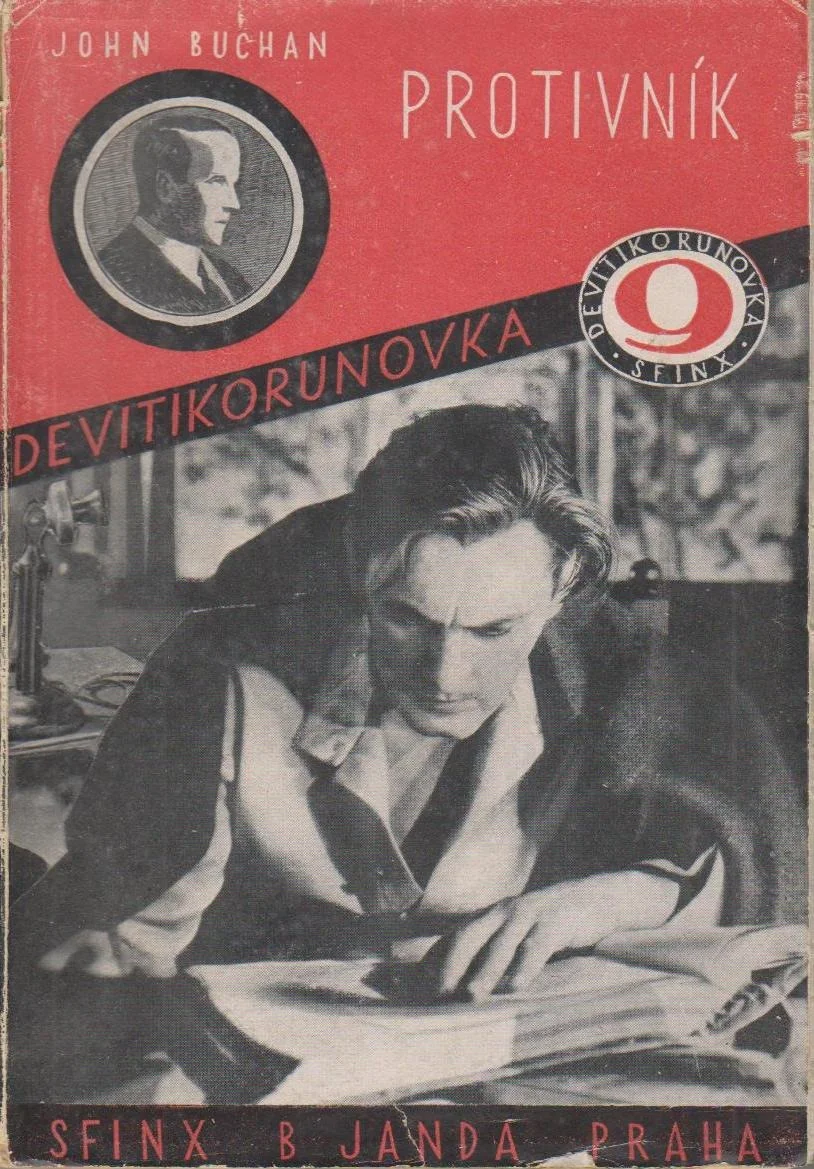 JOHN BUCHAN
PROTIVNÍK
DEVITIKORUNOVKA
9
SFINX
DEVITIKORUNOVKA
SFINX B JANDA PRAHA